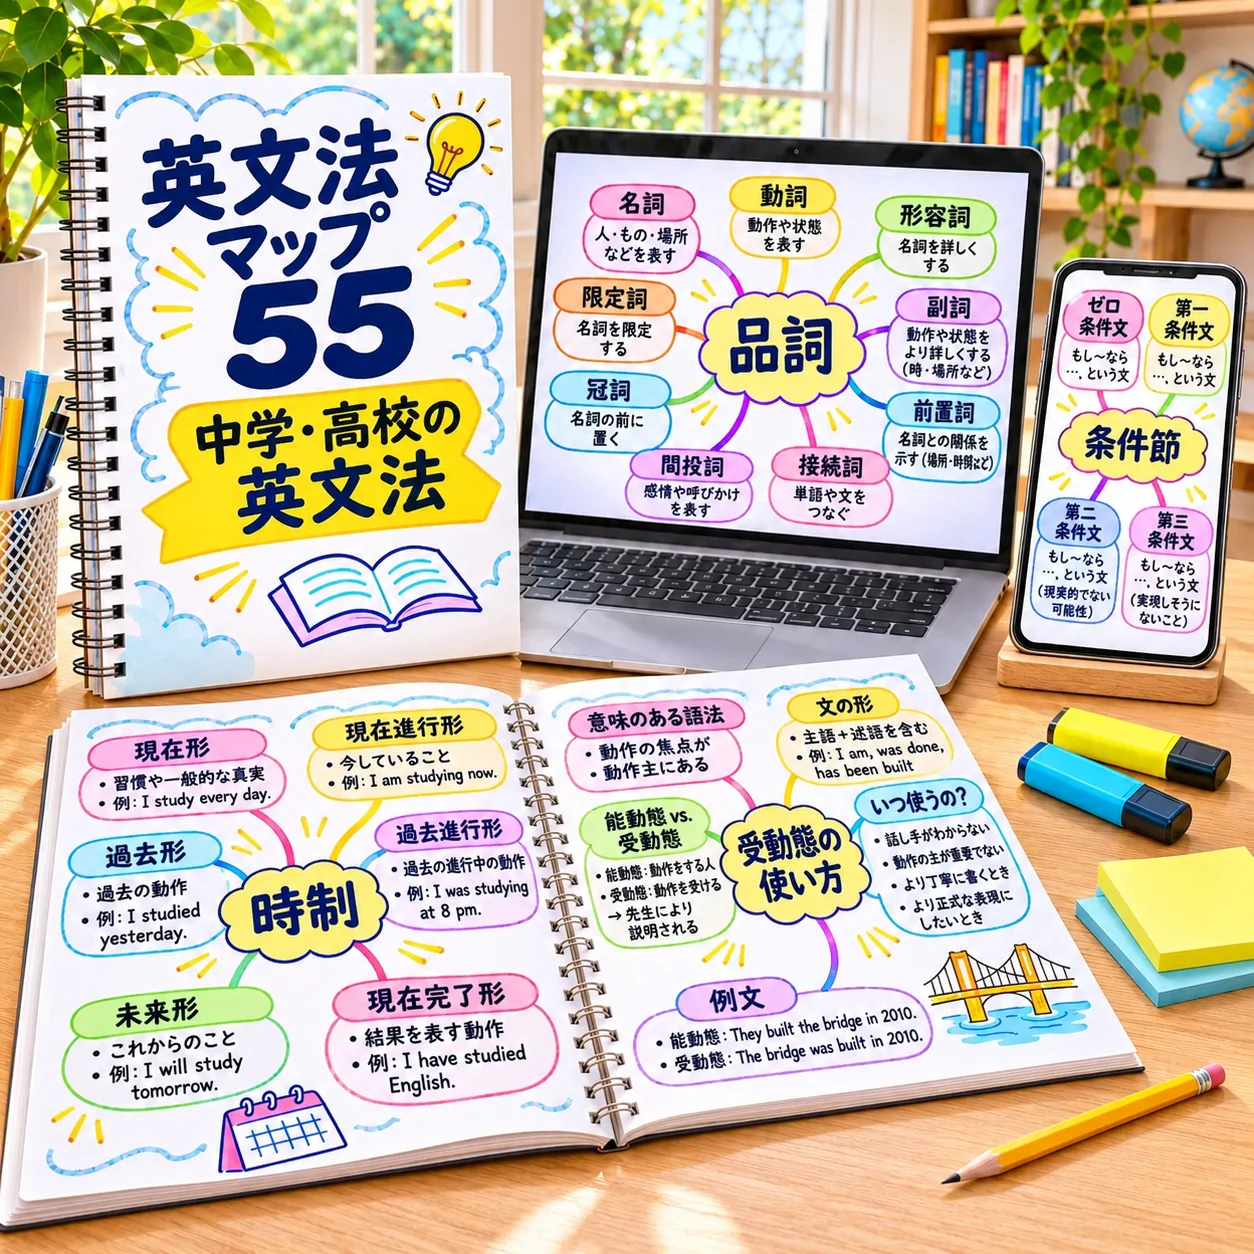 英文法
マップ
55
中学・高校の
英文法
名詞
人・もの・場所
などを表す
動詞
動作や状態
を表す
形容詞
名詞を詳しく
する
限定詞
名詞を限定
する
品詞
副詞
動作や状態を
より詳しくする
(時・場所など)
冠詞
名詞の前に
置く
前置詞
名詞との関係を
示す(場所・時間など)
間投詞
感情や呼びかけ
を表す
接続詞
単語や文を
つなぐ
ゼロ
条件文
もし〜なら
…、という文
第一
条件文
もし〜なら
…、という文
条件節
第二
条件文
もし〜なら
…、という文
(現実的でない
可能性)
第三
条件文
もし〜なら
…、という文
(実現しそうに
ないこと)
現在形
• 習慣や一般的な真実
• 例: I study every day.
現在進行形
• 今していること
• 例: I am studying now.
過去形
• 過去の動作
• 例: I studied
yesterday.
時制
過去進行形
• 過去の進行中の動作
• 例: I was studying
at 8 pm.
未来形
• これからのこと
• 例: I will study
tomorrow.
現在完了形
• 結果を表す動作
• 例: I have studied
English.
意味のある語法
• 動作の焦点が
• 動作主にある
文の形
• 主語+述語を含む
• 例: I am, was done,
has been built
能動態 vs.
受動態
• 能動態: 動作をする人
• 受動態: 動作を受ける
→ 先生により
説明される
受動態の
使い方
いつ使うの?
• 話し手がわからない
• 動作の主が重要でない
• より丁寧に書くとき
• より正式な表現に
したいとき
例文
• 能動態: They built the bridge in 2010.
• 受動態: The bridge was built in 2010.